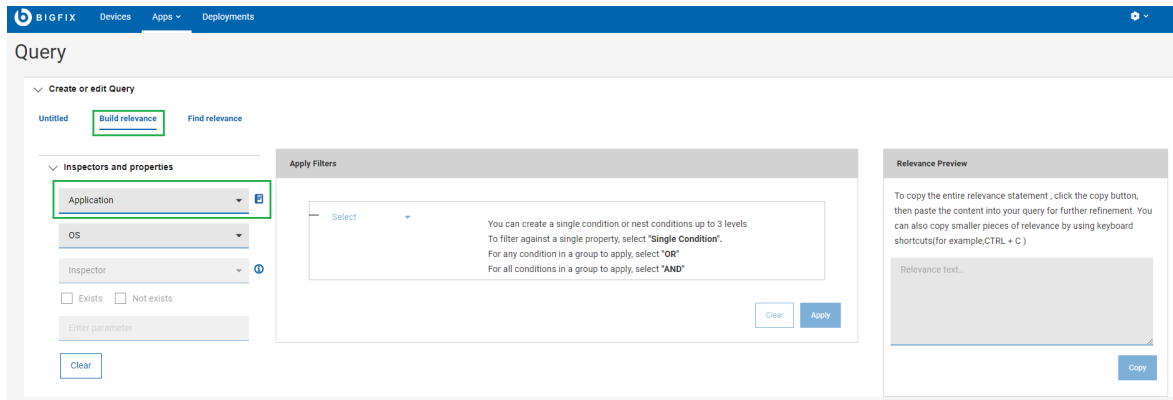 BIGFIX Devices Apps Deployments
Query
Create or edit Query
Untitled Build relevance Find relevance
Inspectors and properties
Application
OS
Inspector
Exists Not exists
Enter parameter
Clear
Apply Filters
Select
You can create a single condition or nest conditions up to 3 levels
To filter against a single property, select "Single Condition".
For any condition in a group to apply, select "OR"
For all conditions in a group to apply, select "AND"
Clear Apply
Relevance Preview
To copy the entire relevance statement , click the copy button,
then paste the content into your query for further refinement. You
can also copy smaller pieces of relevance by using keyboard
shortcuts(for example,CTRL + C )
Relevance text..
Copy